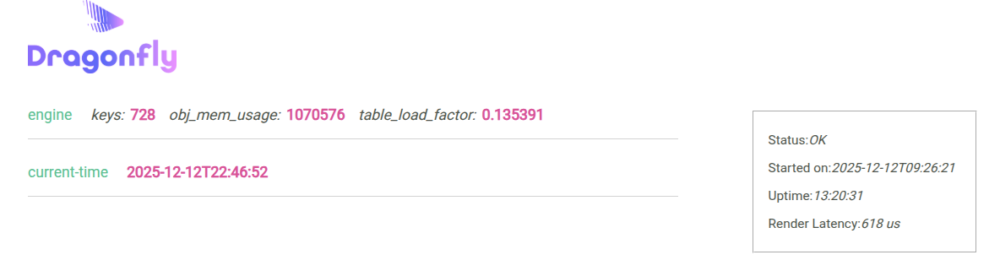 Dragonfly
engine keys: 728 obj_mem_usage: 1070576 table_load_factor: 0.135391
current-time 2025-12-12T22:46:52
Status:OK
Started on:2025-12-12T09:26:21
Uptime:13:20:31
Render Latency:618 us